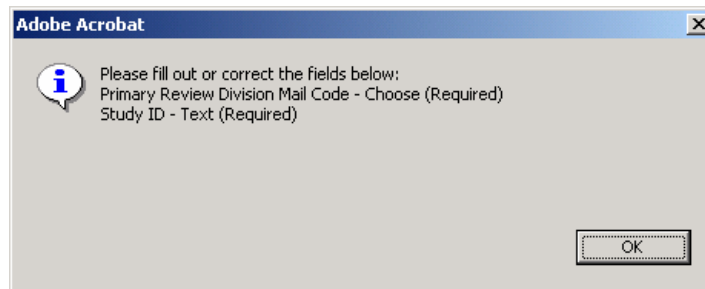 Adobe Acrobat
Please fill out or correct the fields below:
Primary Review Division Mail Code - Choose (Required)
Study ID - Text (Required)
OK